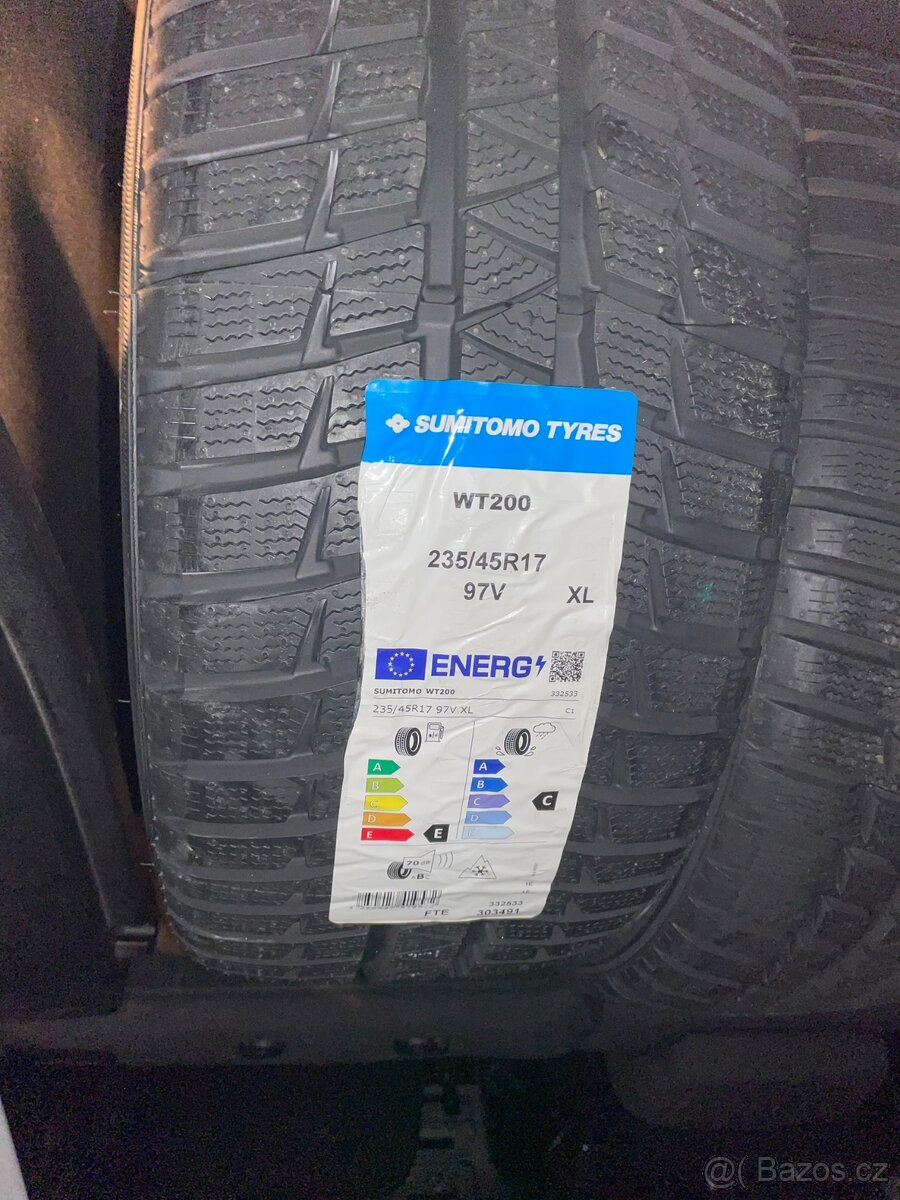 SUMITOMO TYRES
WT200
235/45R17
97V XL
ENERG
SUMITOMO WT200 332533
235/45R17 97V XL C1
A A
B B
C C C
D D
E E E
70 dB
ABC
332533
FTE 303491
@( Bazos.cz